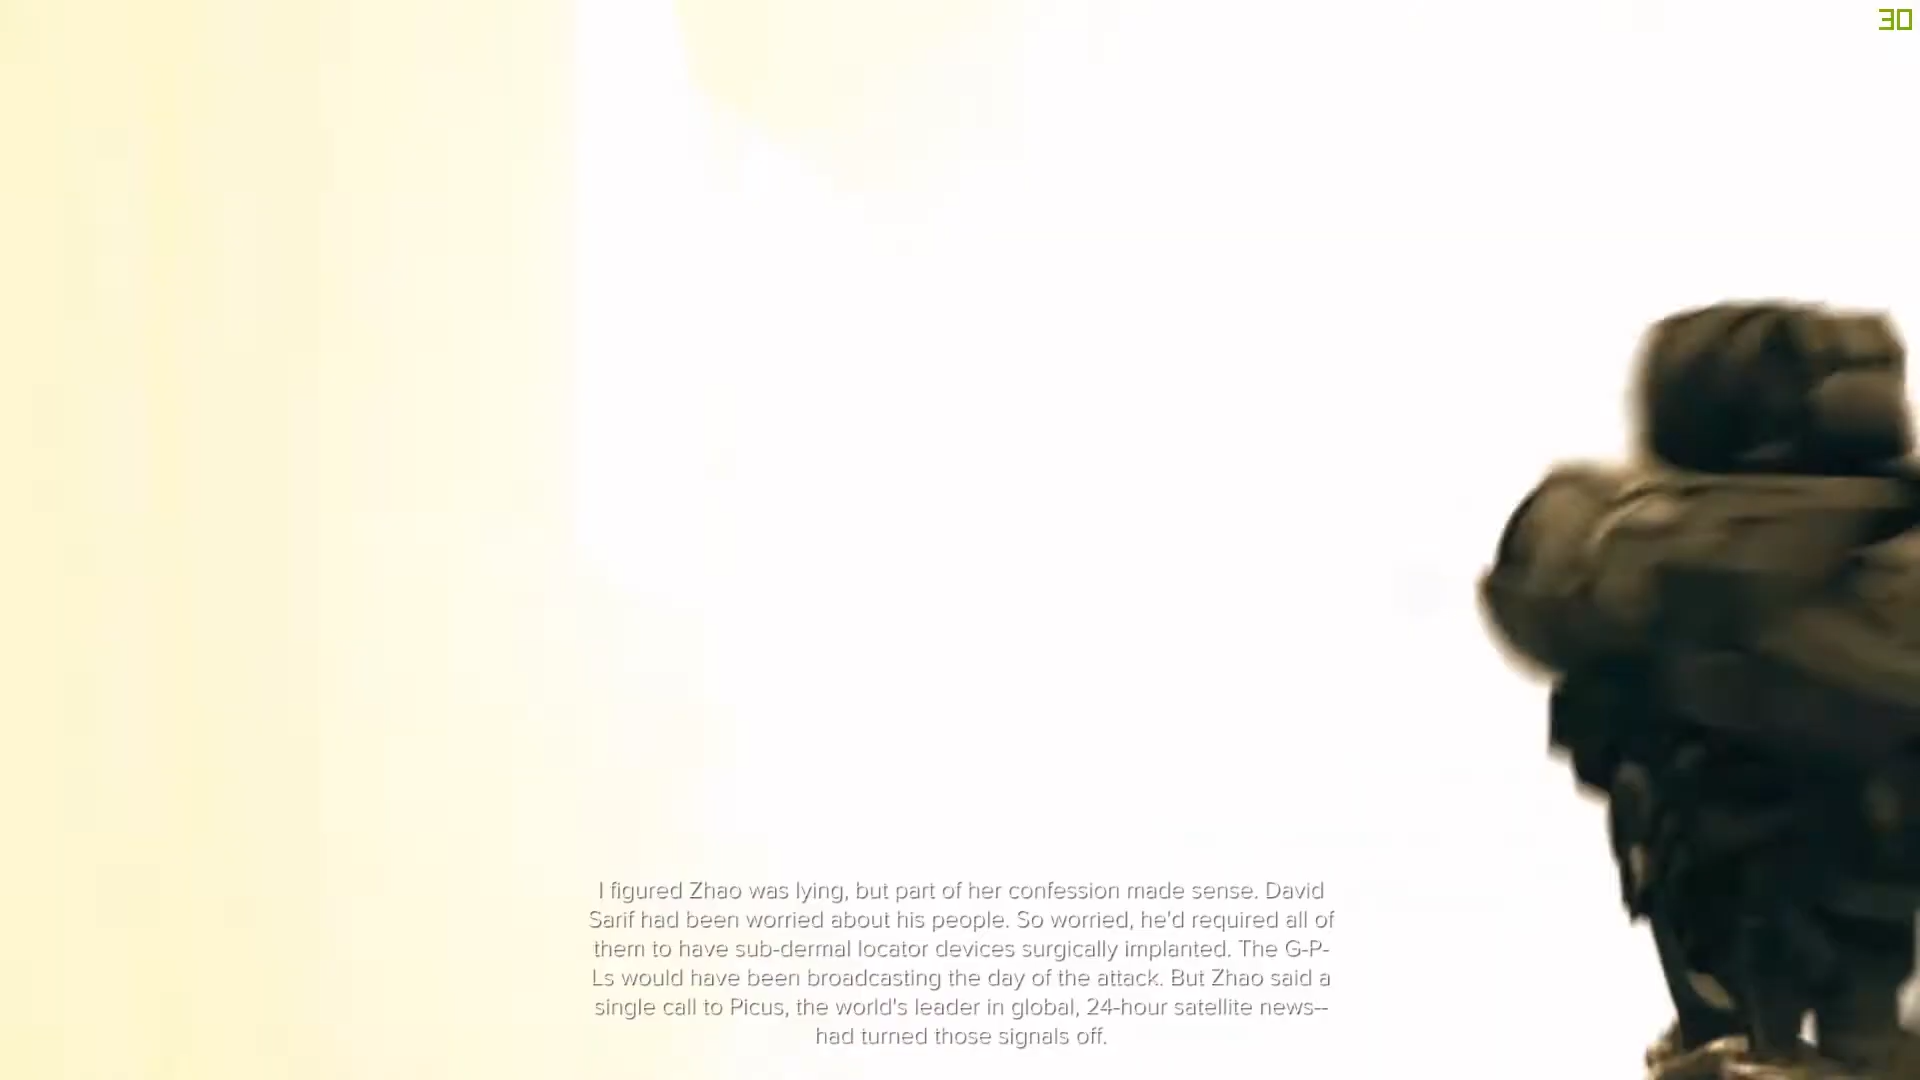 30
I figured Zhao was lying, but part of her confession made sense. David
Sarif had been worried about his people. So worried, he'd required all of
them to have sub-dermal locator devices surgically implanted. The G-P-
Ls would have been broadcasting the day of the attack. But Zhao said a
single call to Picus, the world's leader in global, 24-hour satellite news--
had turned those signals off.